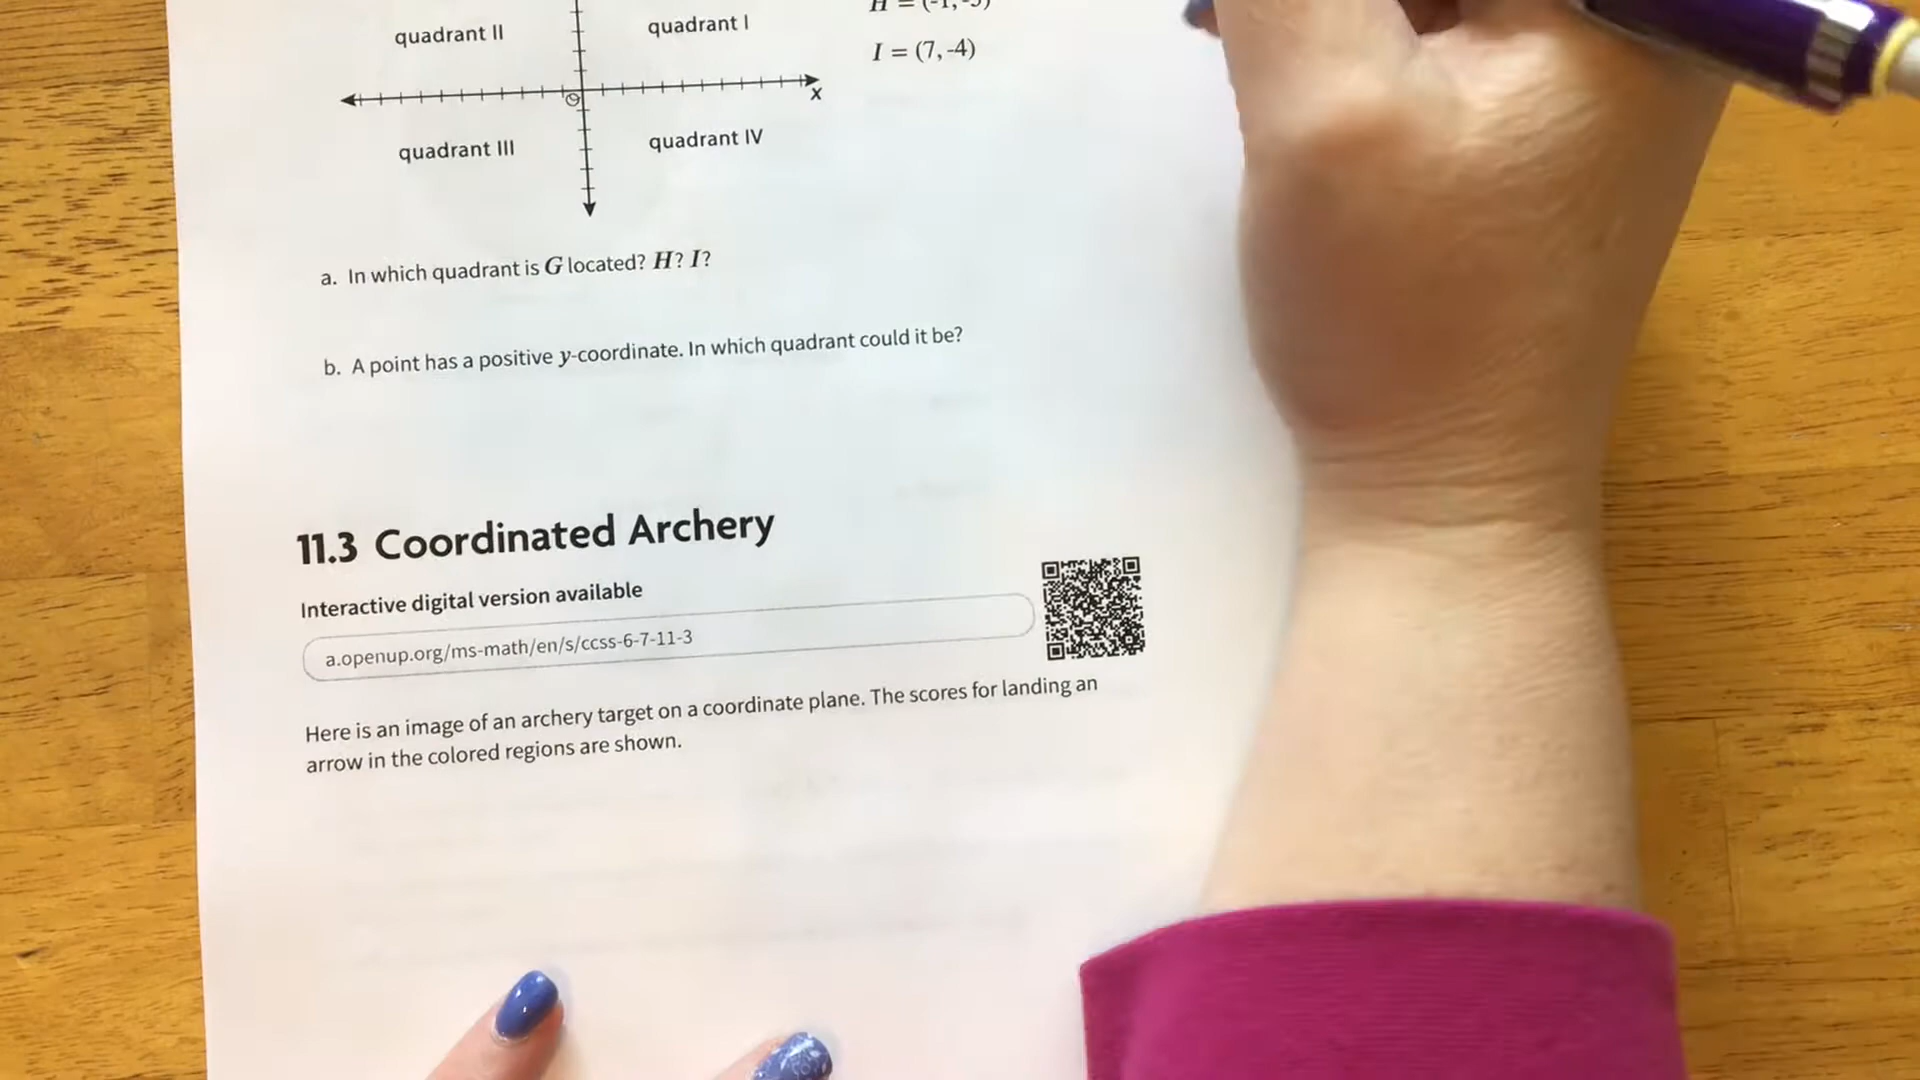 quadrant II
quadrant I
I = (7, -4)
x
quadrant III
quadrant IV
a. In which quadrant is G located? H? I?
b. A point has a positive y-coordinate. In which quadrant could it be?
11.3 Coordinated Archery
Interactive digital version available
a.openup.org/ms-math/en/s/ccss-6-7-11-3
Here is an image of an archery target on a coordinate plane. The scores for landing an
arrow in the colored regions are shown.